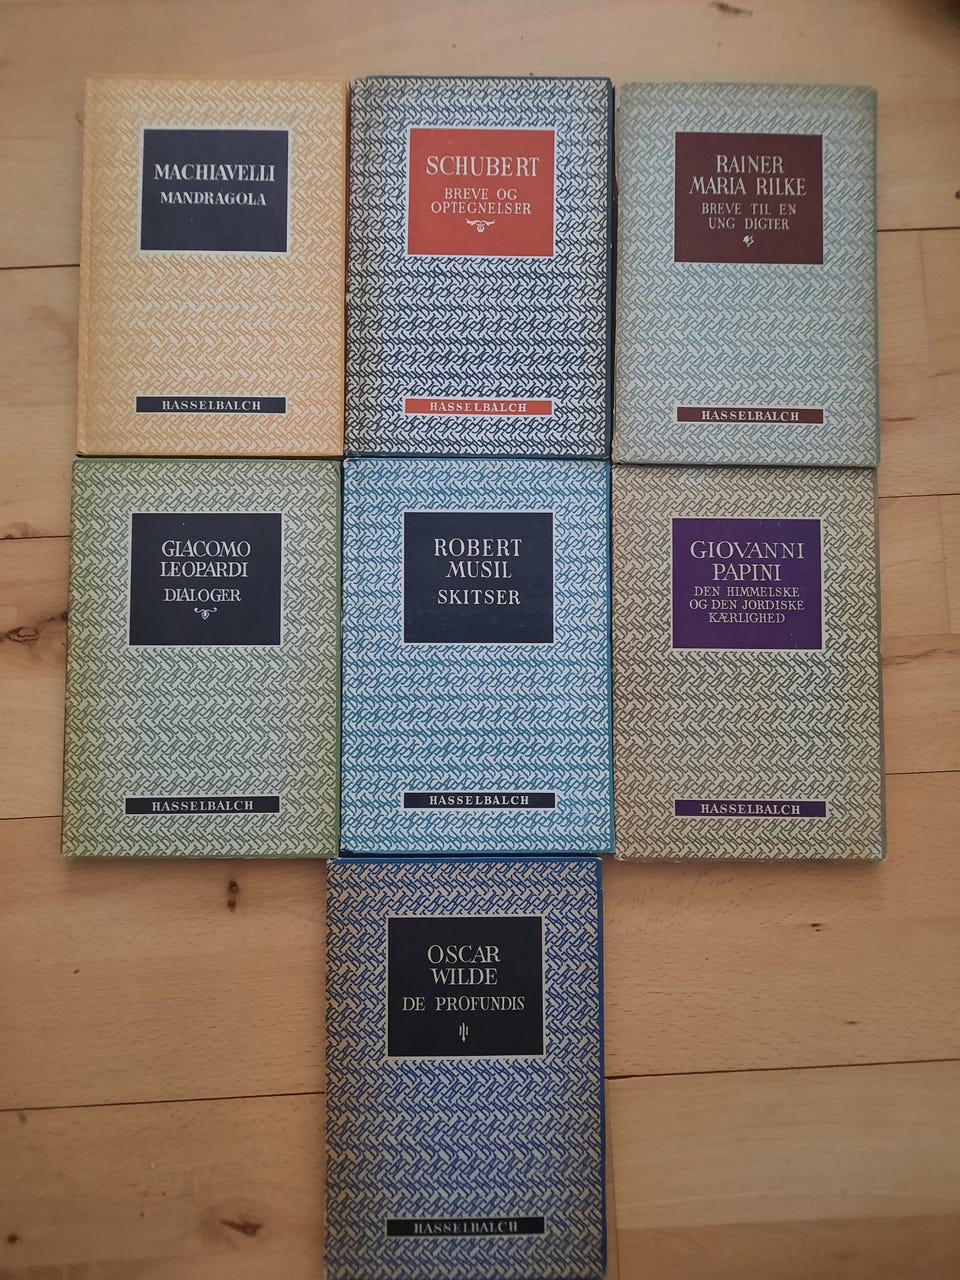 MACHIAVELLI
MANDRAGOLA
HASSELBALCH
SCHUBERT
BREVE OG
OPTEGNELSER
HASSELBALCH
RAINER
MARIA RILKE
BREVE TIL EN
UNG DIGTER
HASSELBALCH
GIACOMO
LEOPARDI
DIALOGER
HASSELBALCH
ROBERT
MUSIL
SKITSER
HASSELBALCH
GIOVANNI
PAPINI
DEN HIMMELSKE
OG DEN JORDISKE
KÆRLIGHED
HASSELBALCH
OSCAR
WILDE
DE PROFUNDIS
HASSELBALCH